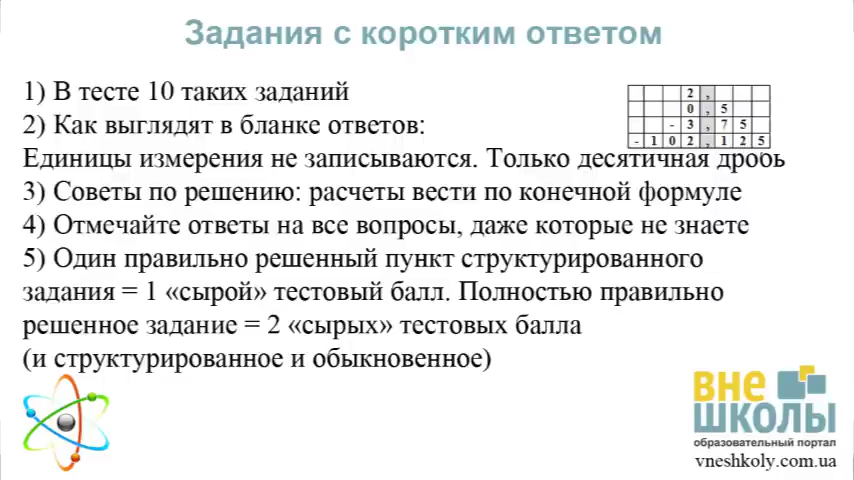 Задания с коротким ответом
1) В тесте 10 таких заданий
2) Как выглядят в бланке ответов:
2 ,
0 , 5
- 3 , 7 5
- 1 0 2 , 1 2 5
Единицы измерения не записываются. Только десятичная дробь
3) Советы по решению: расчеты вести по конечной формуле
4) Отмечайте ответы на все вопросы, даже которые не знаете
5) Один правильно решенный пункт структурированного
задания = 1 «сырой» тестовый балл. Полностью правильно
решенное задание = 2 «сырых» тестовых балла
(и структурированное и обыкновенное)
вне
школы
образовательный портал
vneshkoly.com.ua